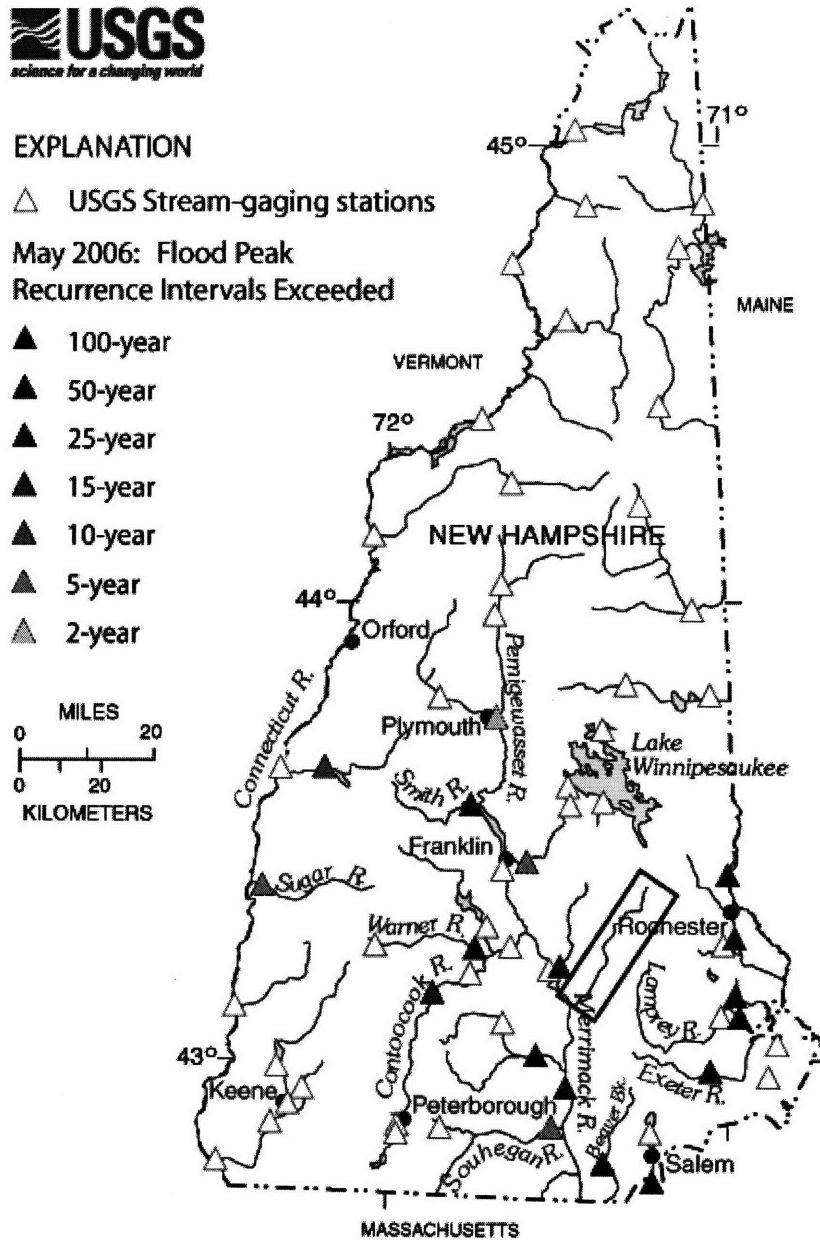 USGS
science for a changing world
EXPLANATION
USGS Stream-gaging stations
May 2006: Flood Peak
Recurrence Intervals Exceeded
100-year
50-year
25-year
15-year
10-year
5-year
2-year
MILES
0 20
0 20
KILOMETERS
71°
45°
MAINE
VERMONT
72°
NEW HAMPSHIRE
44°
Orford
Connecticut R.
Pemigewasset R.
Plymouth
Lake
Winnipesaukee
Smith R.
Franklin
Sugar R.
Rochester
Warner R.
Contoocook R.
Merrimack R.
Lamprey R.
43°
Exeter R.
Keene
Peterborough
Beaver Bk.
Souhegan R.
Salem
MASSACHUSETTS